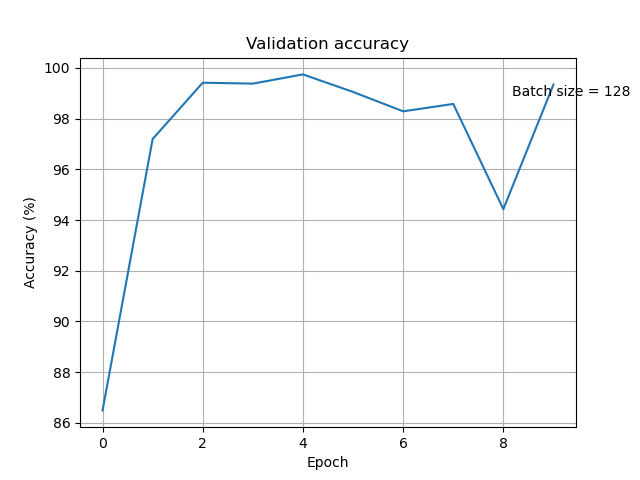 Validation accuracy
100
98
96
94
92
90
88
86
Accuracy (%)
Batch size = 128
0 2 4 6 8
Epoch